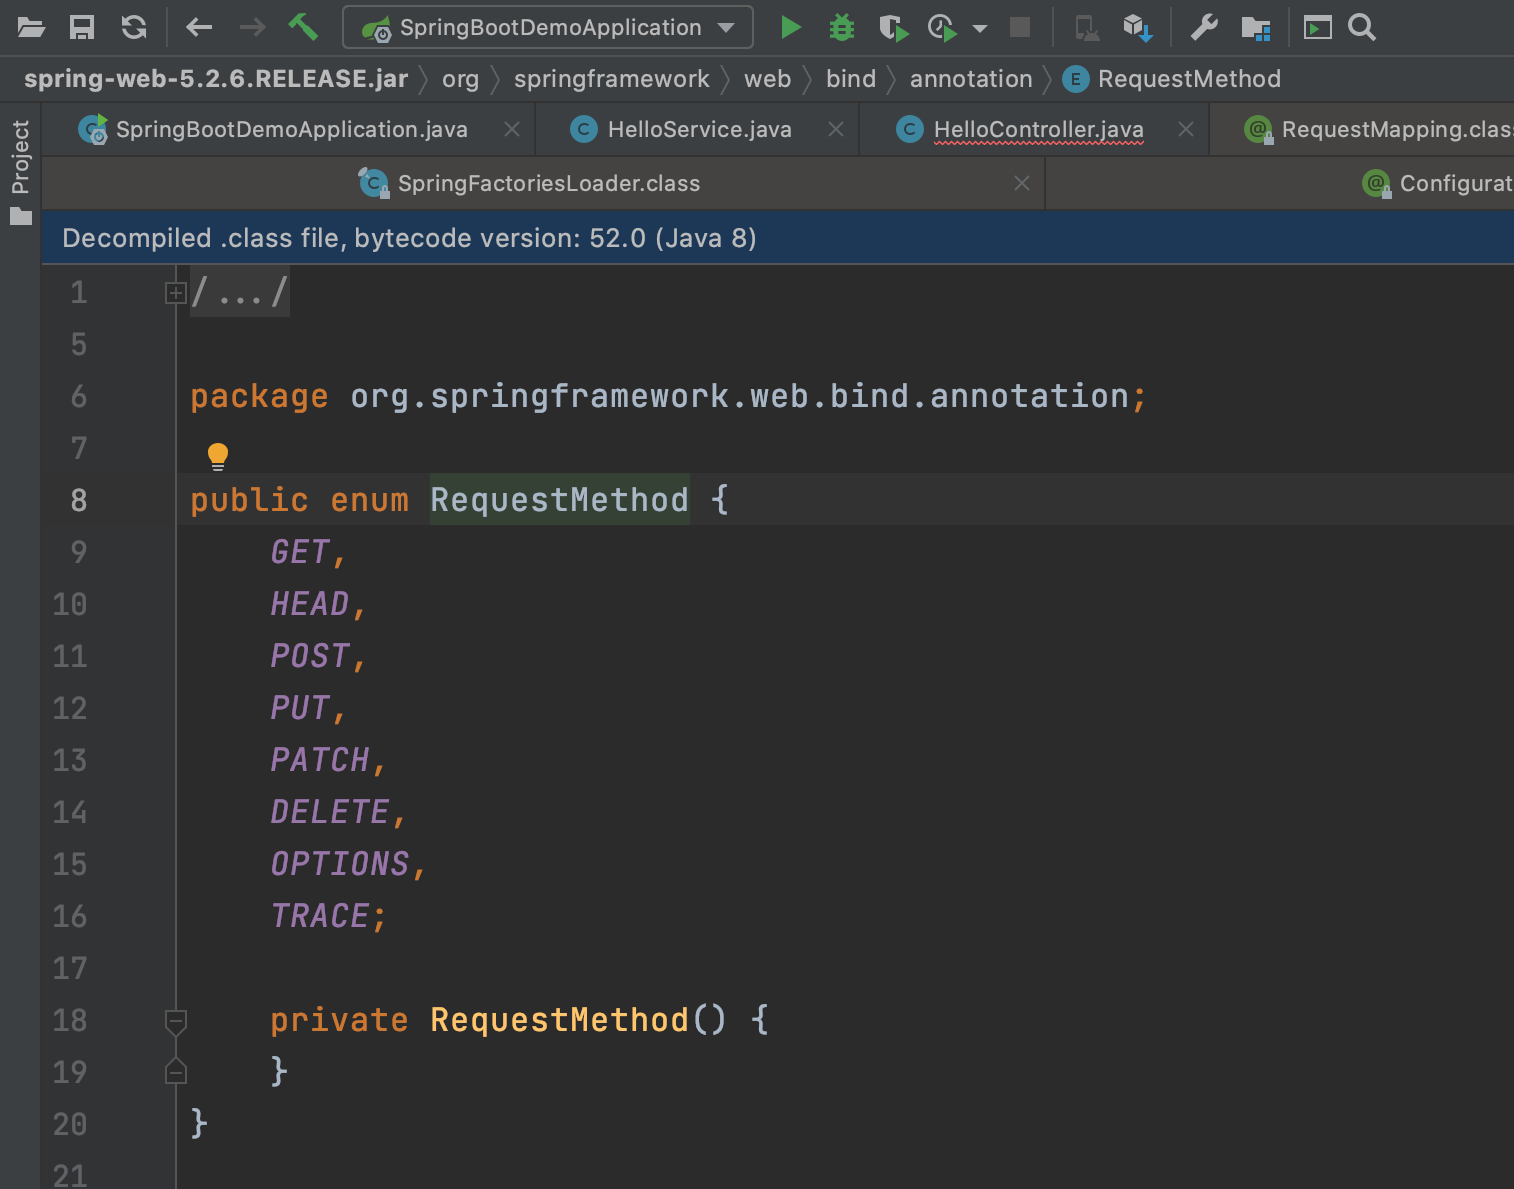 SpringBootDemoApplication
spring-web-5.2.6.RELEASE.jar org springframework web bind annotation E RequestMethod
Project
C SpringBootDemoApplication.java C HelloService.java C HelloController.java @ RequestMapping.clas
C SpringFactoriesLoader.class @ Configurat
Decompiled .class file, bytecode version: 52.0 (Java 8)
1 /.../
5
6 package org.springframework.web.bind.annotation;
7
8 public enum RequestMethod {
9 GET,
10 HEAD,
11 POST,
12 PUT,
13 PATCH,
14 DELETE,
15 OPTIONS,
16 TRACE;
17
18 private RequestMethod() {
19 }
20 }
21